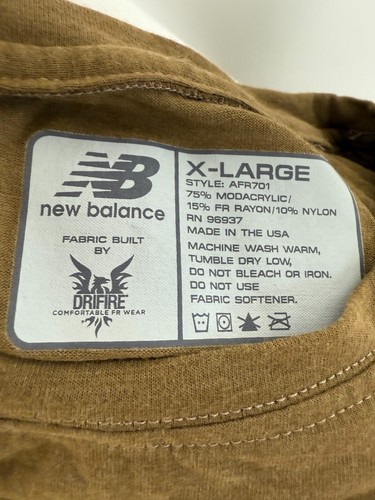 NB
new balance
FABRIC BUILT
BY
DRIFIRE
COMFORTABLE FR WEAR
X-LARGE
STYLE: AFR701
75% MODACRYLIC/
15% FR RAYON/10% NYLON
RN 96937
MADE IN THE USA
MACHINE WASH WARM,
TUMBLE DRY LOW,
DO NOT BLEACH OR IRON.
DO NOT USE
FABRIC SOFTENER.